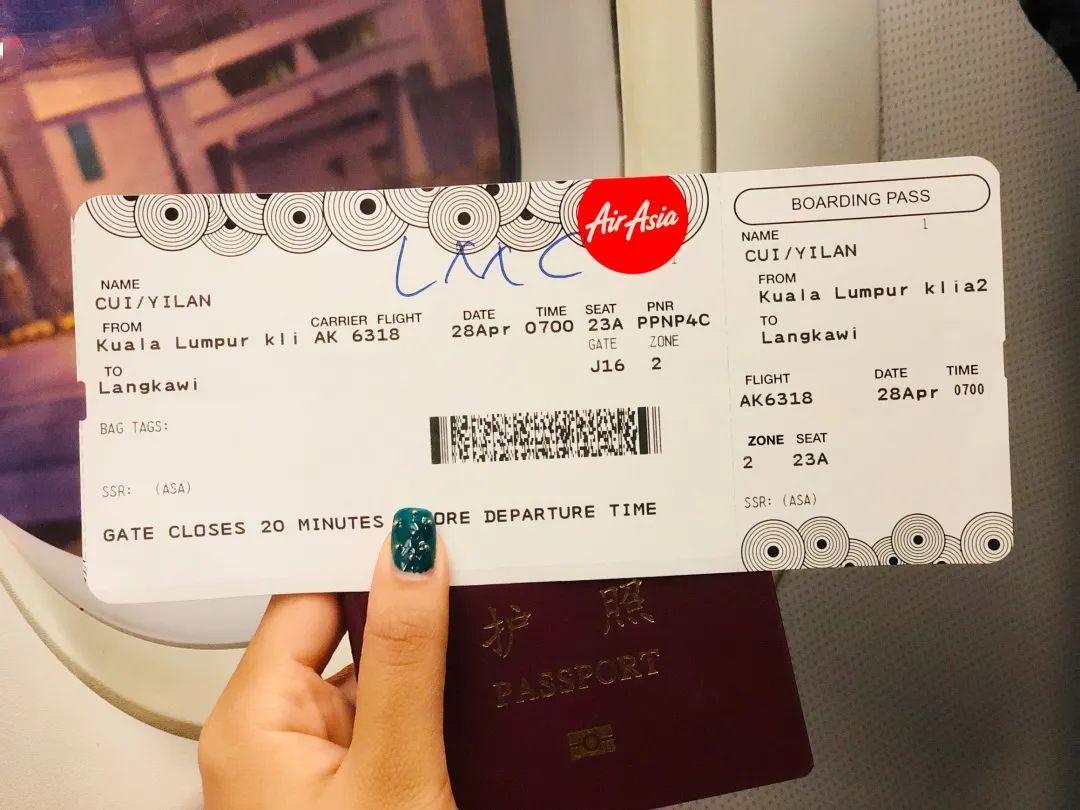 AirAsia
LMC
NAME
CUI/YILAN
FROM
Kuala Lumpur kli
CARRIER FLIGHT
AK 6318
DATE
28Apr
TIME
0700
SEAT
23A
PNR
PPNP4C
GATE
J16
ZONE
2
TO
Langkawi
BAG TAGS:
SSR: (ASA)
GATE CLOSES 20 MINUTES ORE DEPARTURE TIME
1
BOARDING PASS
1
NAME
CUI/YILAN
FROM
Kuala Lumpur klia2
TO
Langkawi
FLIGHT
AK6318
DATE
28Apr
TIME
0700
ZONE
2
SEAT
23A
SSR: (ASA)
护照
PASSPORT